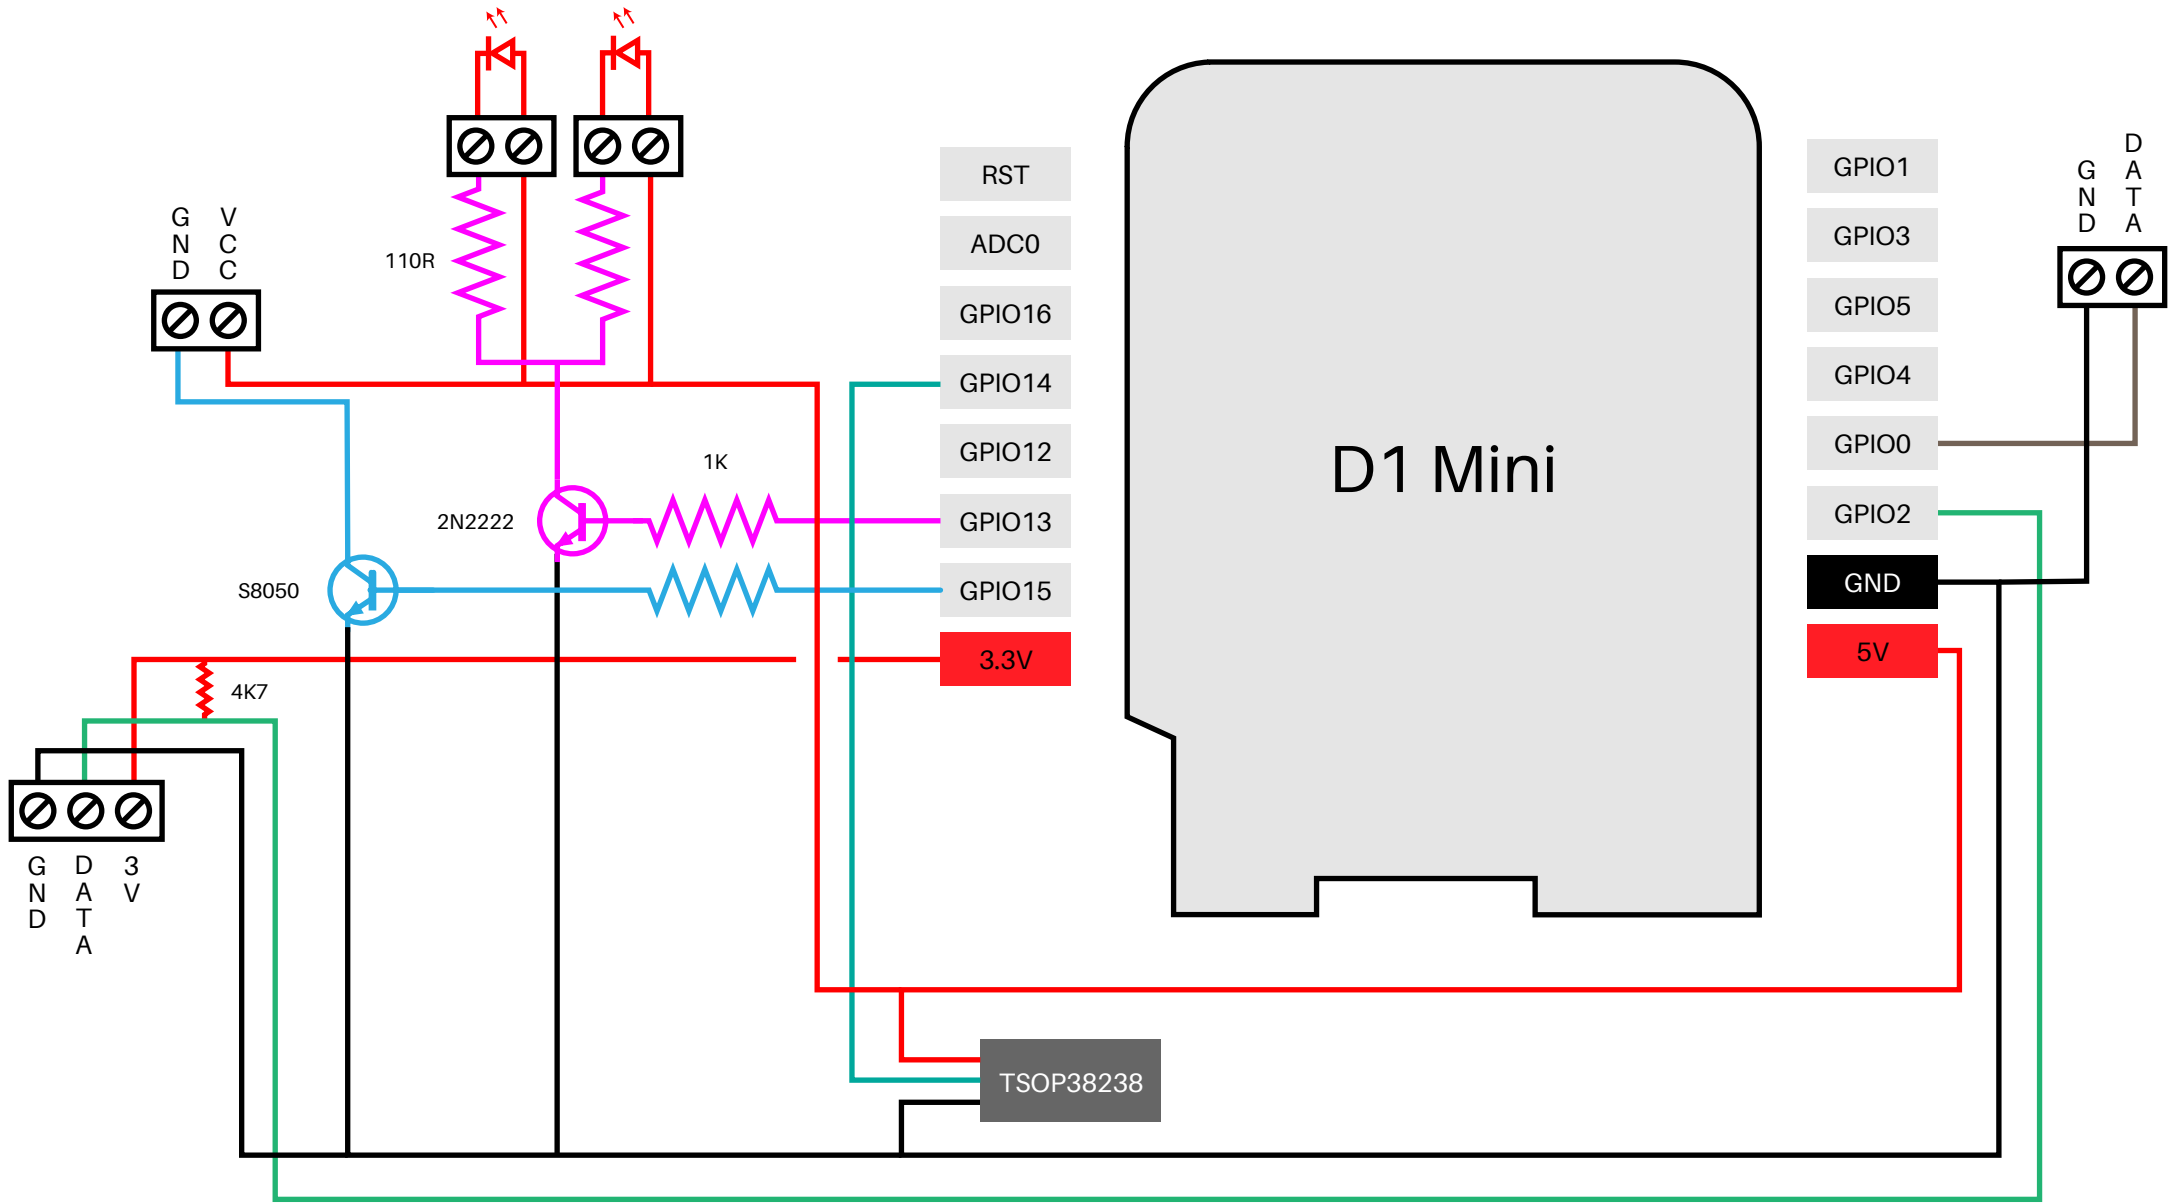 GND
VCC
110R
RST
ADC0
GPIO16
GPIO14
GPIO12
GPIO13
GPIO15
3.3V
1K
2N2222
S8050
4K7
GND
DATA
3V
D1 Mini
GPIO1
GPIO3
GPIO5
GPIO4
GPIO0
GPIO2
GND
5V
GND
DATA
TSOP38238